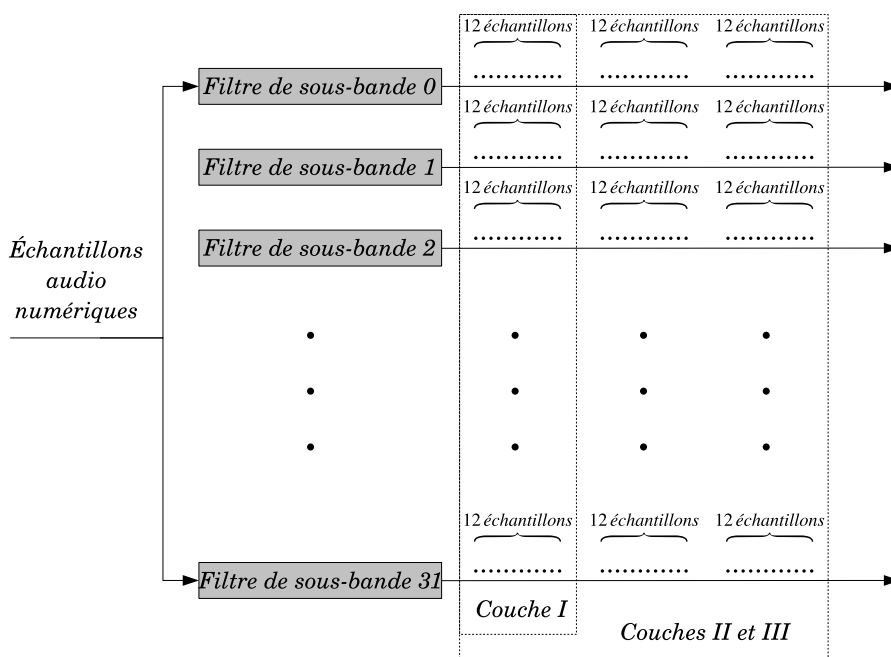 12 échantillons 12 échantillons 12 échantillons
Filtre de sous-bande 0
12 échantillons 12 échantillons 12 échantillons
Filtre de sous-bande 1
12 échantillons 12 échantillons 12 échantillons
Filtre de sous-bande 2
Échantillons
audio
numériques
12 échantillons 12 échantillons 12 échantillons
Filtre de sous-bande 31
Couche I
Couches II et III